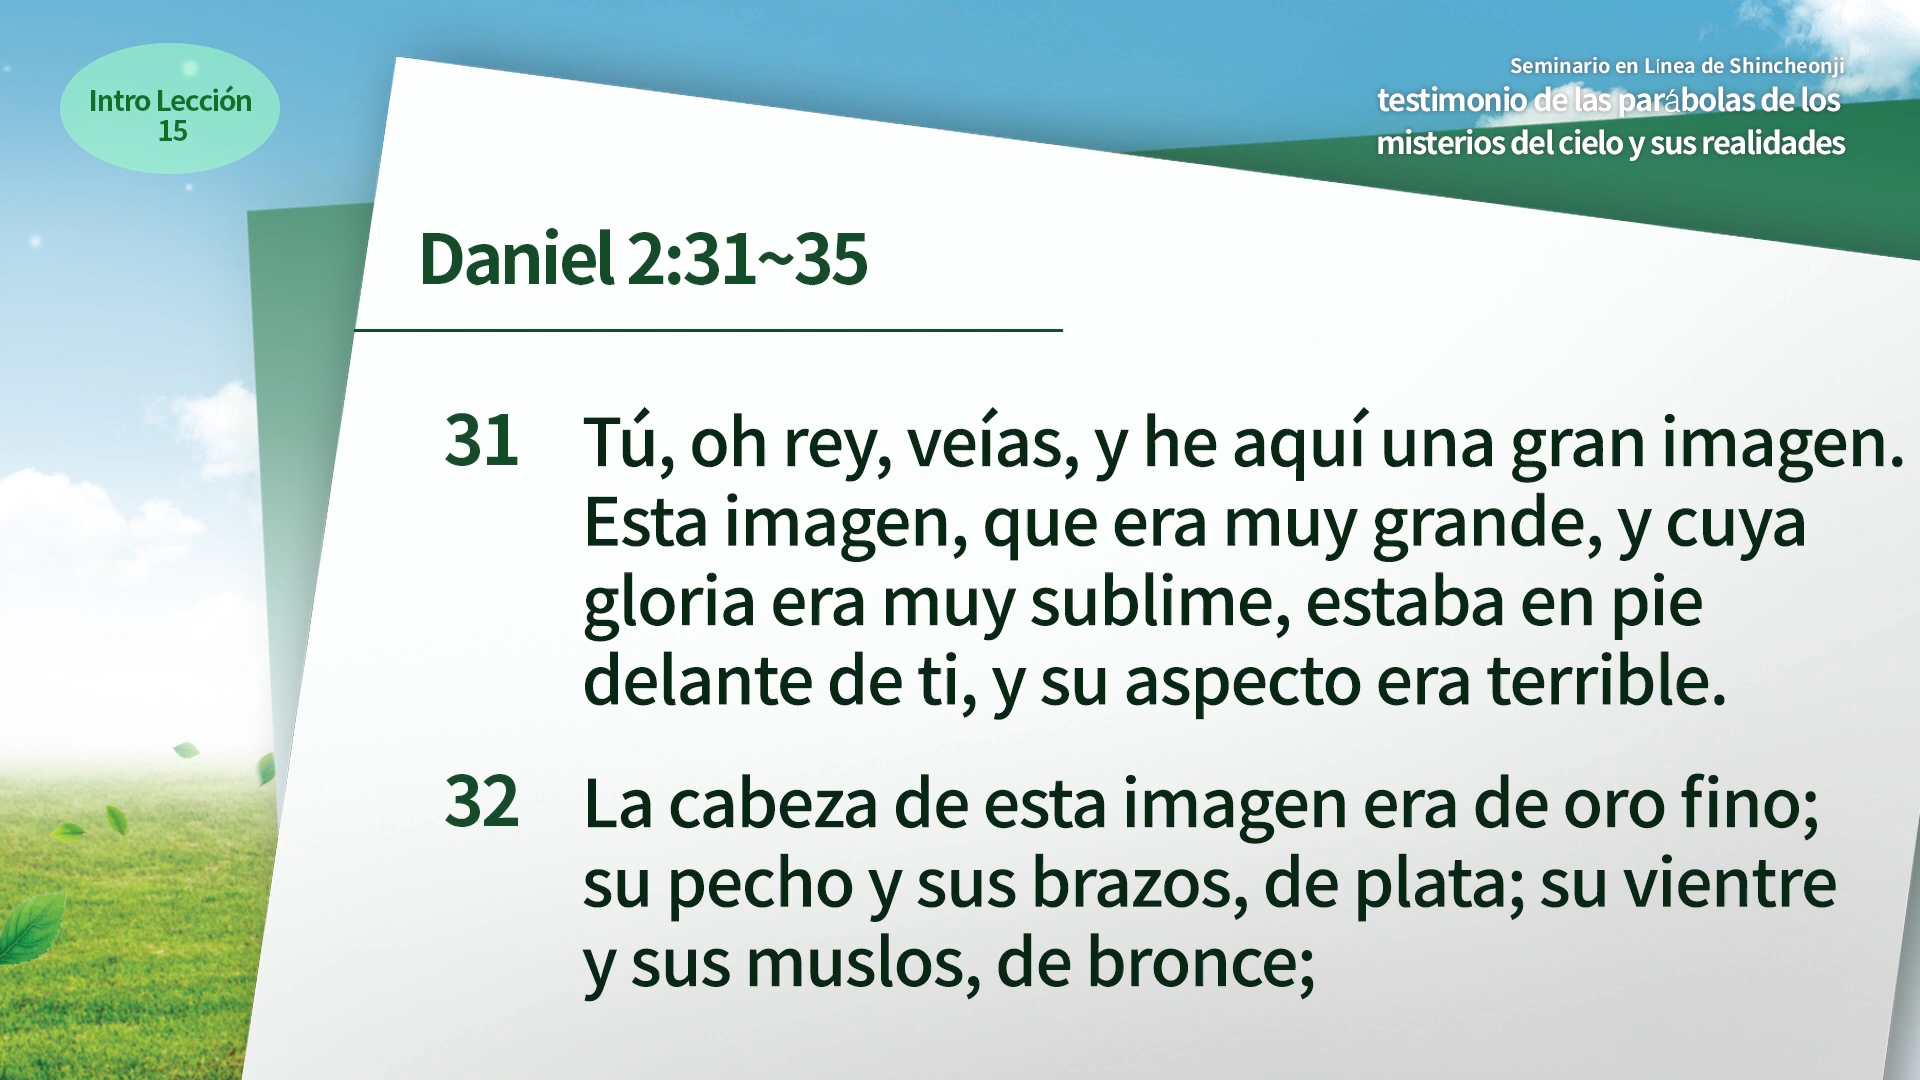 Intro Lección
15
Seminario en Línea de Shincheonji
testimonio de las parábolas de los
misterios del cielo y sus realidades
Daniel 2:31~35
31 Tú, oh rey, veías, y he aquí una gran imagen.
Esta imagen, que era muy grande, y cuya
gloria era muy sublime, estaba en pie
delante de ti, y su aspecto era terrible.
32 La cabeza de esta imagen era de oro fino;
su pecho y sus brazos, de plata; su vientre
y sus muslos, de bronce;